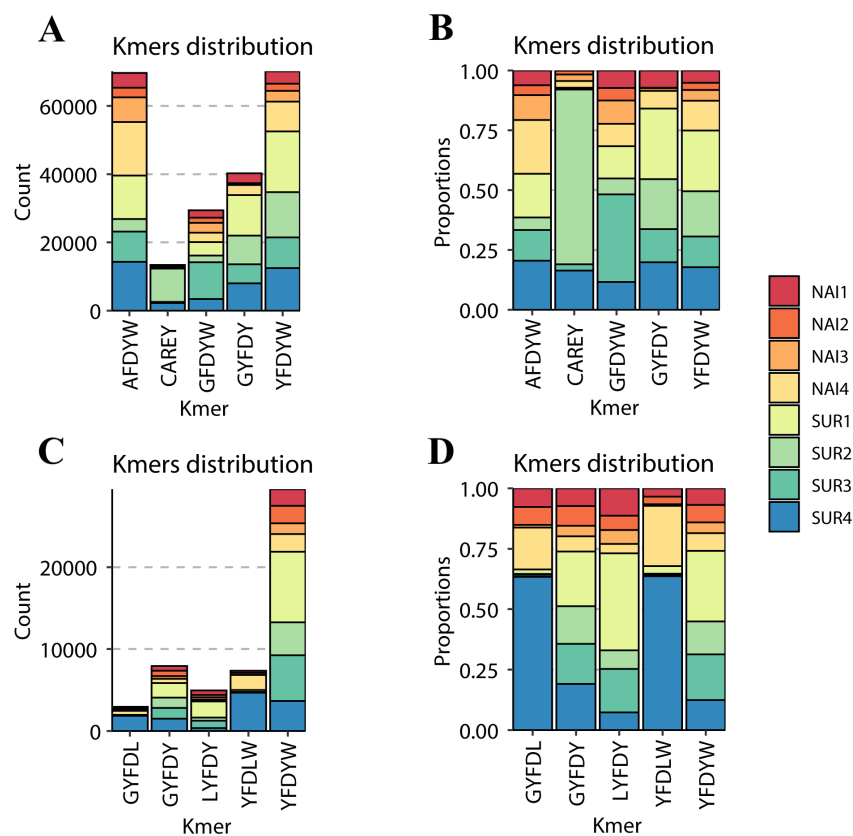 A
Kmers distribution
60000
40000
20000
0
Count
AFDYW
CAREY
GFDYW
GYFDY
YFDYW
Kmer
B
Kmers distribution
1.00
0.75
0.50
0.25
0.00
Proportions
AFDYW
CAREY
GFDYW
GYFDY
YFDYW
Kmer
NAI1
NAI2
NAI3
NAI4
SUR1
SUR2
SUR3
SUR4
C
Kmers distribution
20000
10000
0
Count
GYFDL
GYFDY
LYFDY
YFDLW
YFDYW
Kmer
D
Kmers distribution
1.00
0.75
0.50
0.25
0.00
Proportions
GYFDL
GYFDY
LYFDY
YFDLW
YFDYW
Kmer